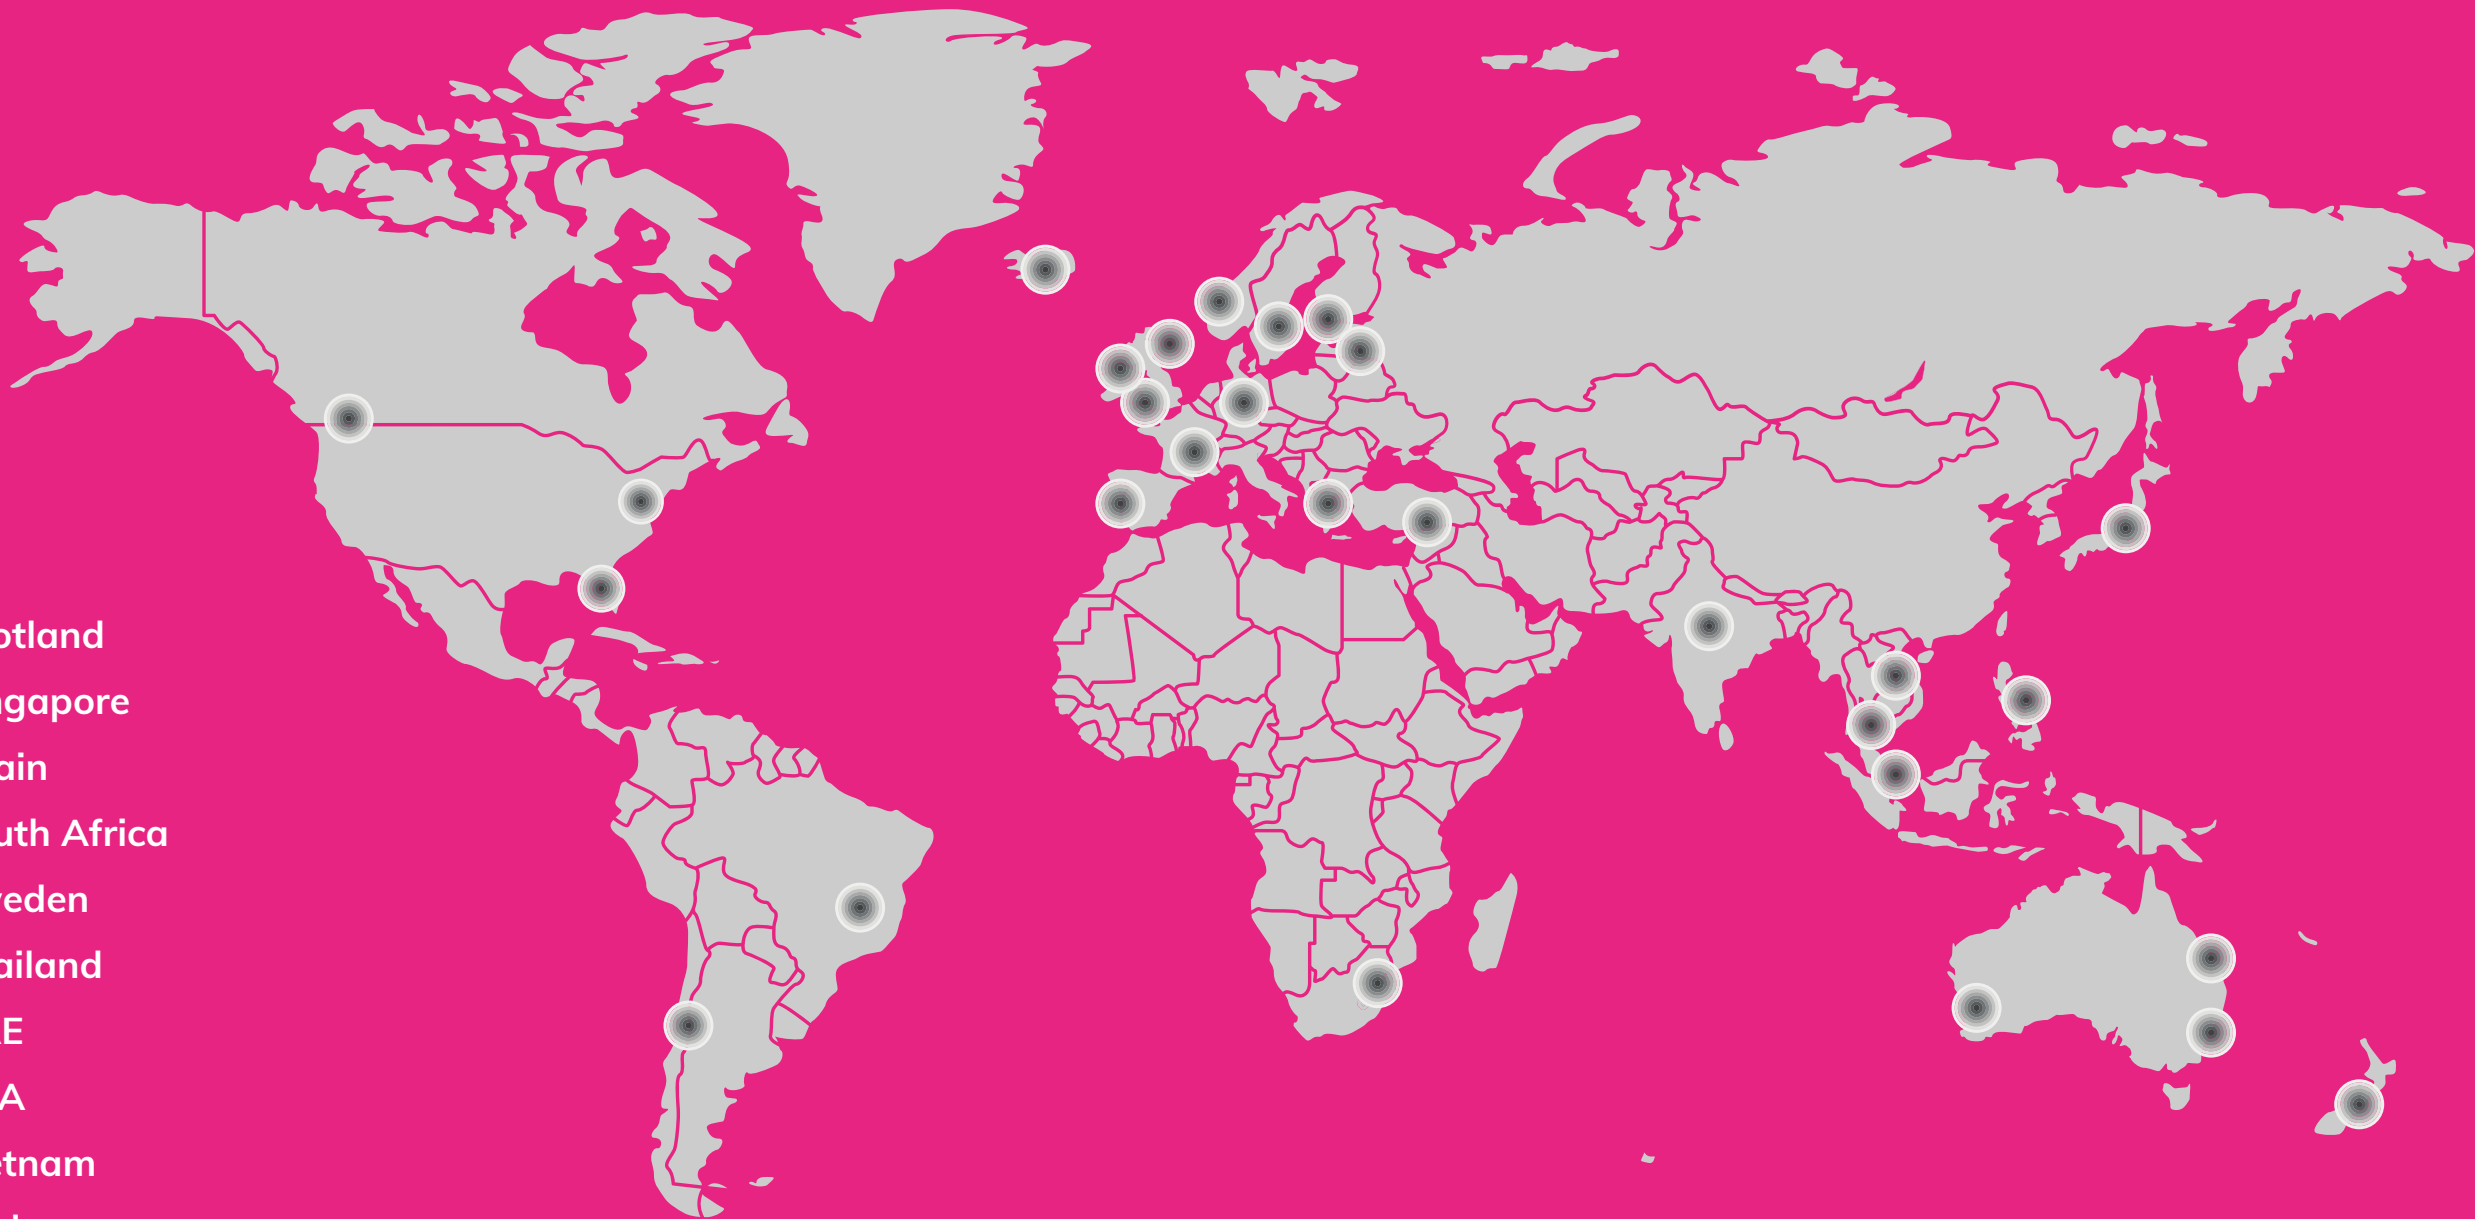 otland
ngapore
ain
uth Africa
eden
ailand
E
A
etnam